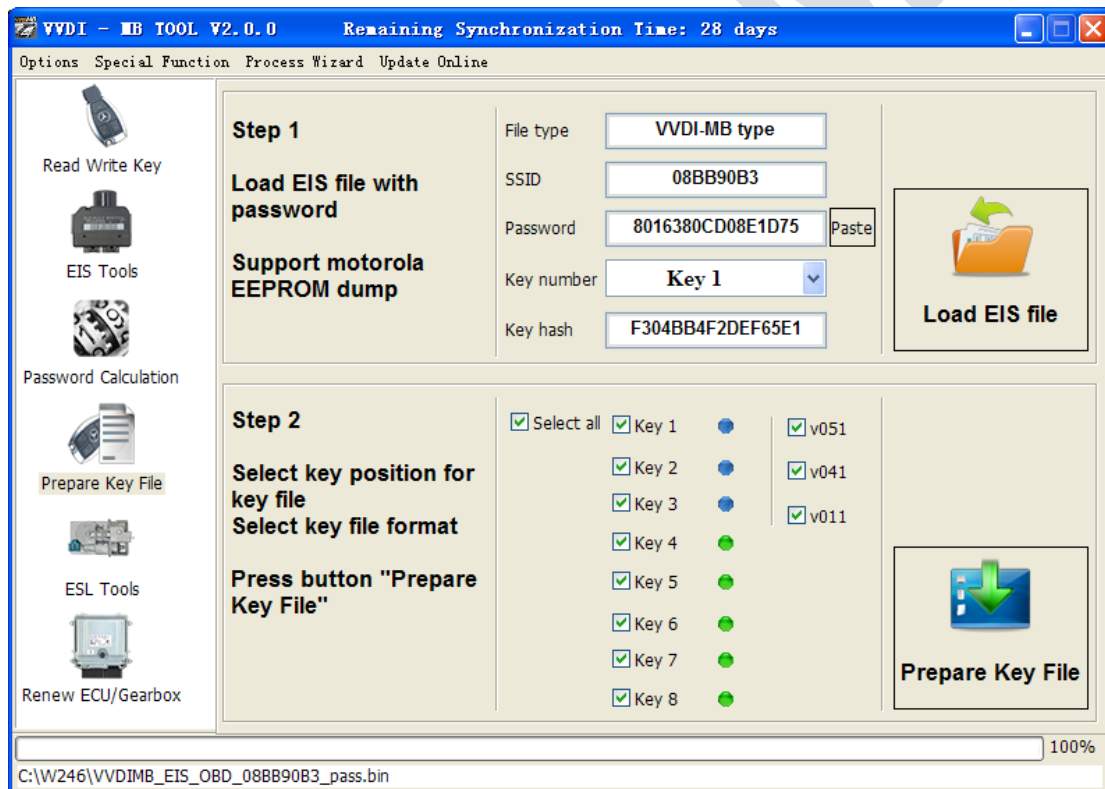 VVDI - MB TOOL V2.0.0 Remaining Synchronization Time: 28 days
Options Special Function Process Wizard Update Online
Read Write Key
EIS Tools
Password Calculation
Prepare Key File
ESL Tools
Renew ECU/Gearbox
Step 1
Load EIS file with
password
Support motorola
EEPROM dump
File type VVDI-MB type
SSID 08BB90B3
Password 8016380CD08E1D75 Paste
Key number Key 1
Key hash F304BB4F2DEF65E1
Load EIS file
Step 2
Select key position for
key file
Select key file format
Press button "Prepare
Key File"
Select all Key 1 v051
Key 2 v041
Key 3 v011
Key 4
Key 5
Key 6
Key 7
Key 8
Prepare Key File
100%
C:\W246\VVDIMB_EIS_OBD_08BB90B3_pass.bin